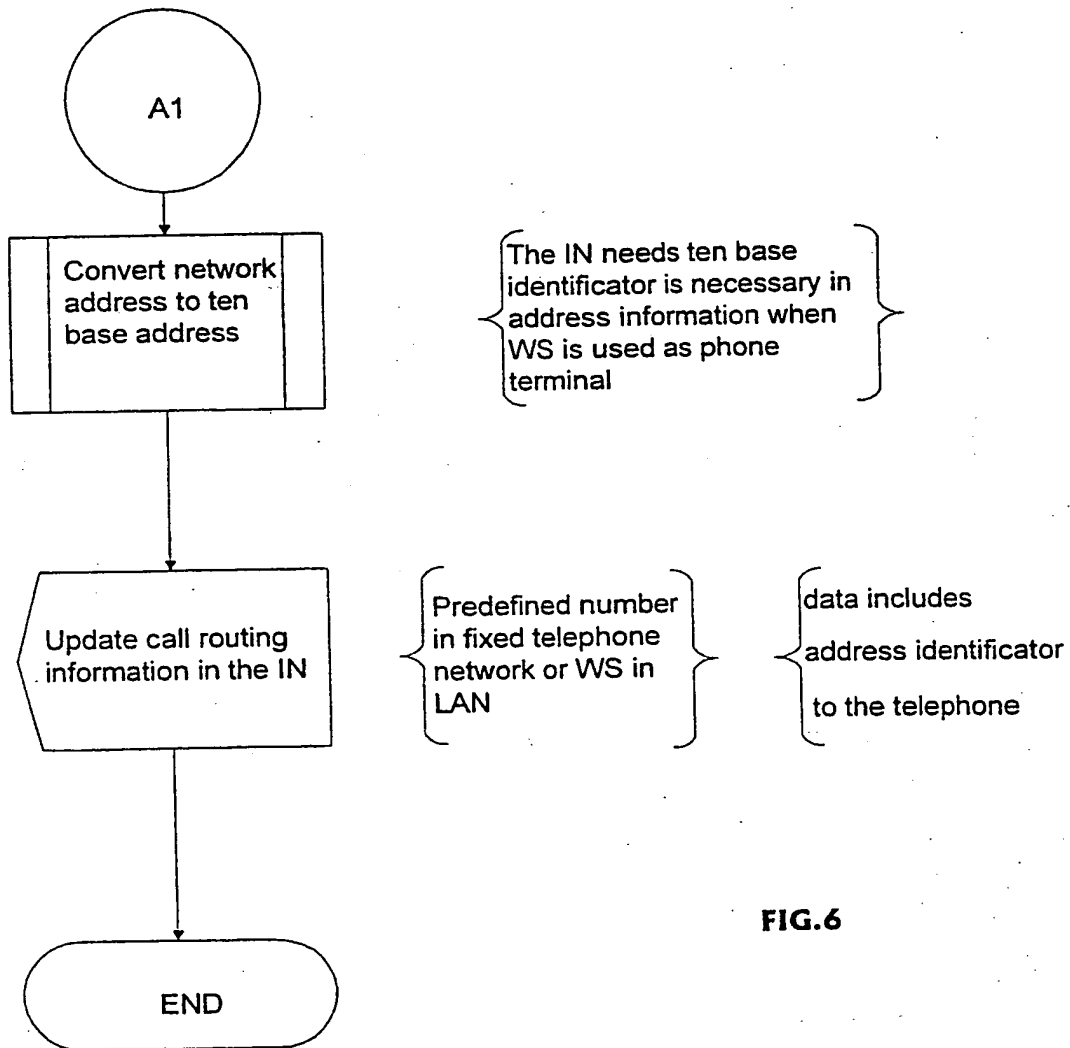 A1
Convert network
address to ten
base address
The IN needs ten base
identificator is necessary in
address information when
WS is used as phone
terminal
Update call routing
information in the IN
Predefined number
in fixed telephone
network or WS in
LAN
data includes
address identificator
to the telephone
FIG.6
END